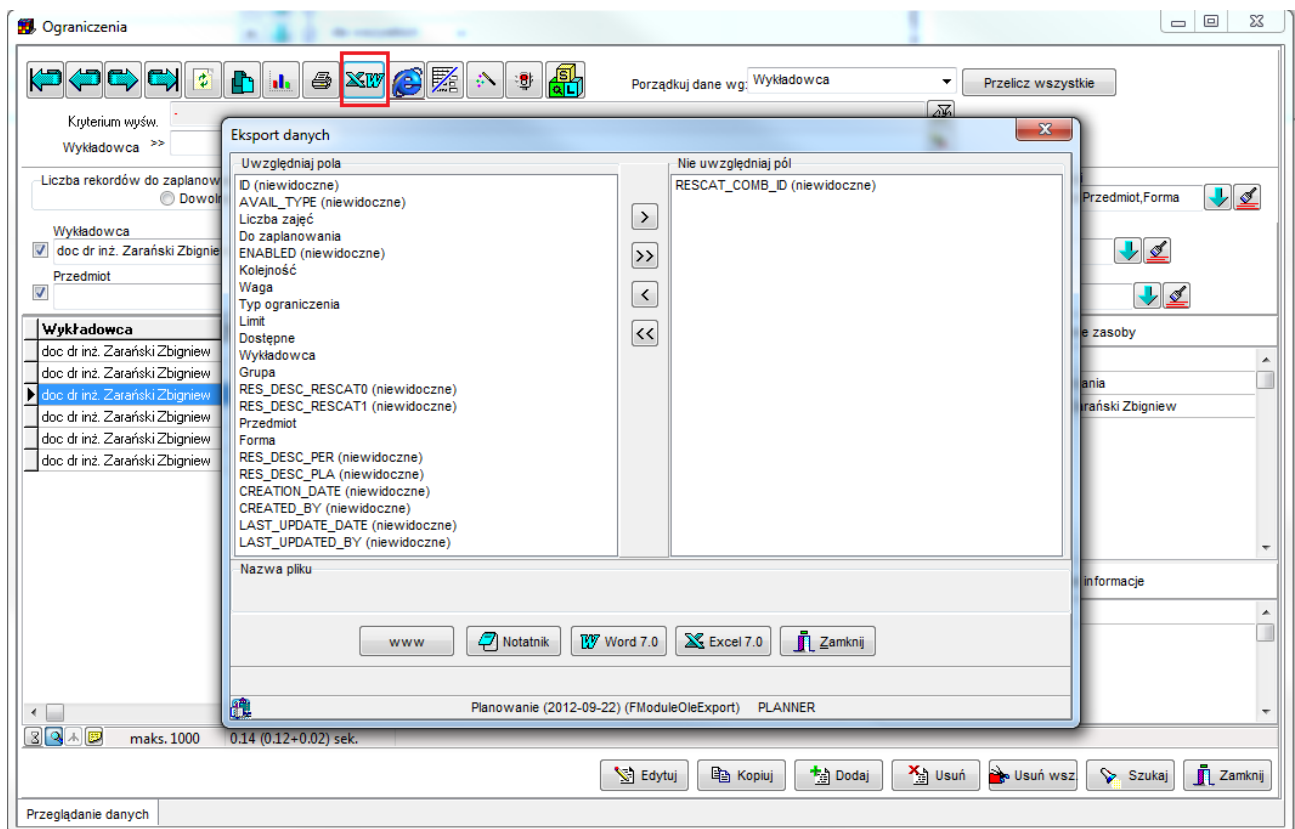 Ograniczenia
XW
SQL
Porządkuj dane wg: Wykładowca
Przelicz wszystkie
Kryterium wyśw.
Wykładowca >>
Eksport danych
Liczba rekordów do zaplanow
Dowoln
Przedmiot,Forma
Wykładowca
doc dr inż. Zarański Zbignie
Przedmiot
Uwzględniaj pola
ID (niewidoczne)
AVAIL_TYPE (niewidoczne)
Liczba zajęć
Do zaplanowania
ENABLED (niewidoczne)
Kolejność
Waga
Typ ograniczenia
Limit
Dostępne
Wykładowca
Grupa
RES_DESC_RESCAT0 (niewidoczne)
RES_DESC_RESCAT1 (niewidoczne)
Przedmiot
Forma
RES_DESC_PER (niewidoczne)
RES_DESC_PLA (niewidoczne)
CREATION_DATE (niewidoczne)
CREATED_BY (niewidoczne)
LAST_UPDATE_DATE (niewidoczne)
LAST_UPDATED_BY (niewidoczne)
>
>>
<
<<
Nie uwzględniaj pól
RESCAT_COMB_ID (niewidoczne)
Wykładowca
doc dr inż. Zarański Zbigniew
doc dr inż. Zarański Zbigniew
doc dr inż. Zarański Zbigniew
doc dr inż. Zarański Zbigniew
doc dr inż. Zarański Zbigniew
doc dr inż. Zarański Zbigniew
e zasoby
ania
arański Zbigniew
informacje
Nazwa pliku
www
Notatnik
Word 7.0
Excel 7.0
Zamknij
Planowanie (2012-09-22) (FModuleOleExport) PLANNER
maks. 1000
0.14 (0.12+0.02) sek.
Edytuj
Kopiuj
Dodaj
Usuń
Usuń wsz.
Szukaj
Zamknij
Przeglądanie danych